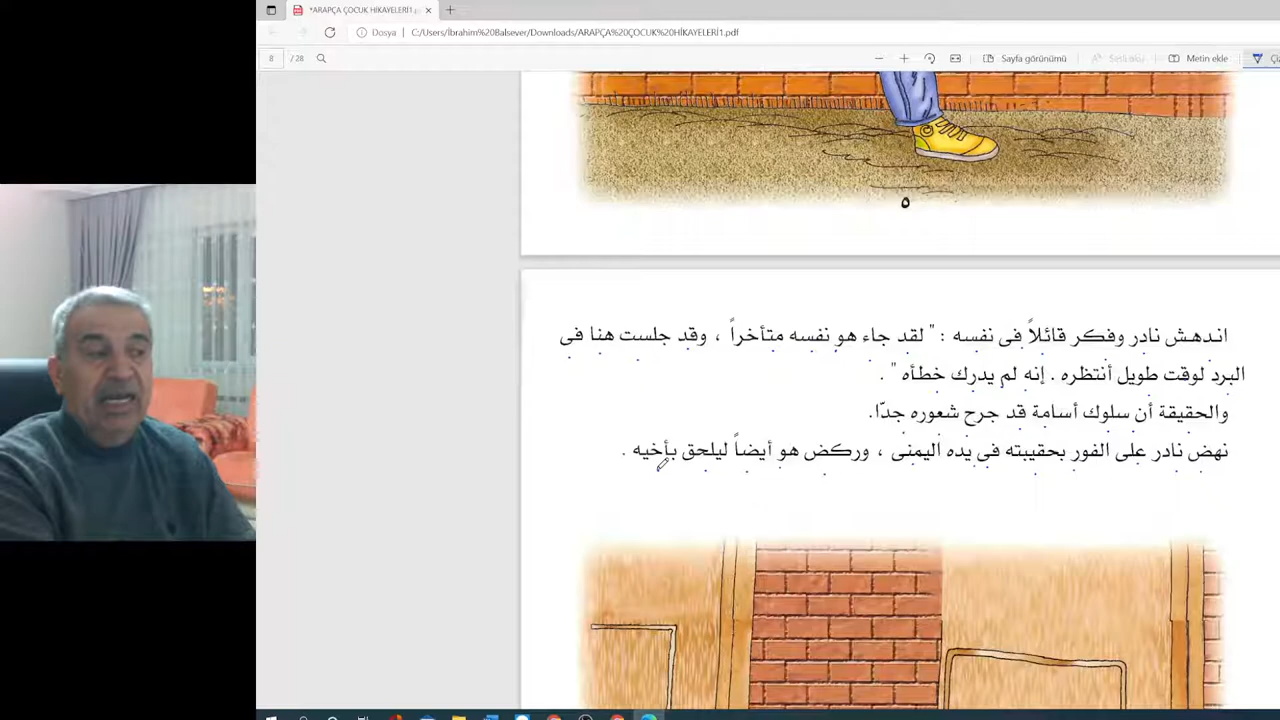 *ARAPÇA ÇOCUK HİKAYELERİ1.
Dosya
C:/Users/İbrahim%20Balsever/Downloads/ARAPÇA%20ÇOCUK%20HİKAYELERİ1.pdf
8 / 28
Sayfa görünümü
Metin ekle
٥
اندهش نادر وفكر قائلاً فى نفسه : " لقد جاء هو نفسه متأخراً ، وقد جلست هنا فى
البرد لوقت طويل أنتظره . إنه لم يدرك خطأه " .
والحقيقة أن سلوك أسامة قد جرح شعوره جدّا.
نهض نادر على الفور بحقيبته فى يده اليمنى ، وركض هو أيضاً ليلحق بأخيه .